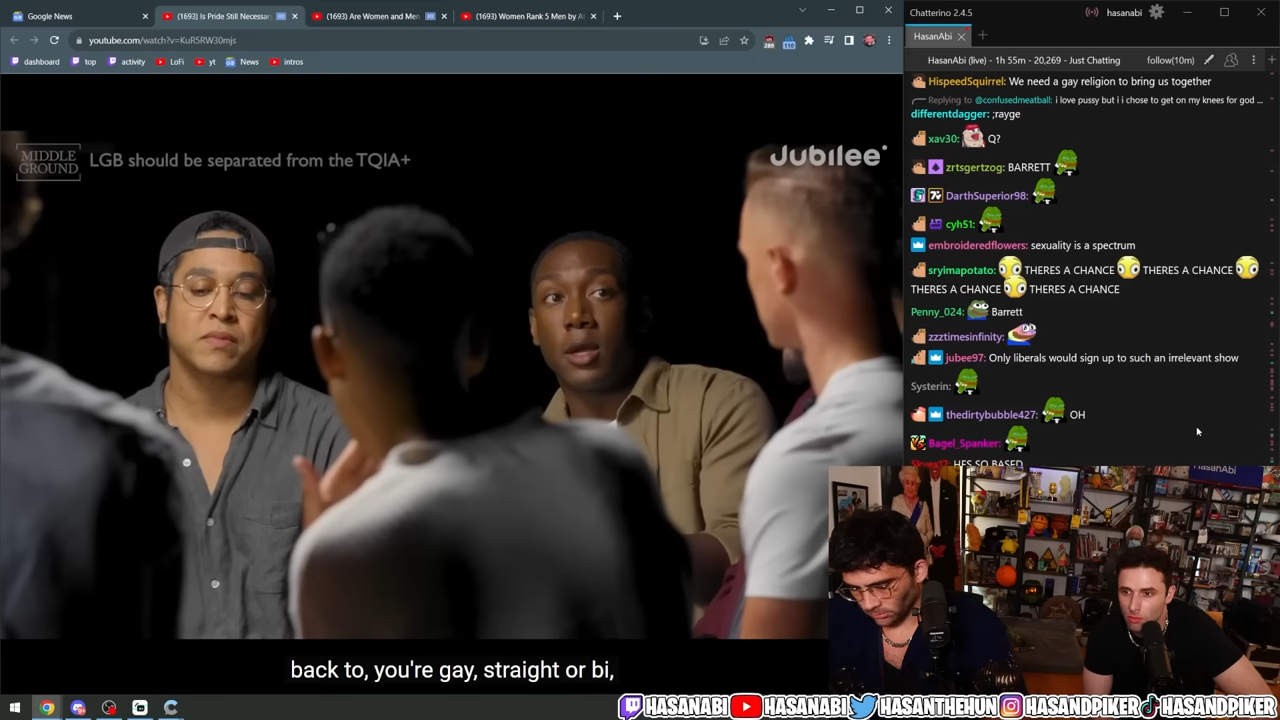 Google News
(1693) Is Pride Still Necessar
(1693) Are Women and Men
(1693) Women Rank 5 Men by A
youtube.com/watch?v=KuR5RW30mjs
289
110
dashboard
top
activity
LoFi
yt
News
intros
MIDDLE
GROUND
LGB should be separated from the TQIA+
Jubilee
back to, you're gay, straight or bi,
Chatterino 2.4.5
hasanabi
HasanAbi
HasanAbi (live) - 1h 55m - 20,269 - Just Chatting
follow(10m)
HispeedSquirrel: We need a gay religion to bring us together
Replying to @confusedmeatball: i love pussy but i i chose to get on my knees for god ...
differentdagger: ;rayge
xav30: Q?
zrtsgertzog: BARRETT
DarthSuperior98:
cyh51:
embroideredflowers: sexuality is a spectrum
sryimapotato: THERES A CHANCE THERES A CHANCE
THERES A CHANCE THERES A CHANCE
Penny_024: Barrett
zzztimesinfinity:
jubee97: Only liberals would sign up to such an irrelevant show
Systerin:
thedirtybubble427: OH
Bagel_Spanker:
HES SO BASED
HasanAbi
HASANABI
HASANABI
HASANTHEHUN
HASANDPIKER
HASANDPIKER